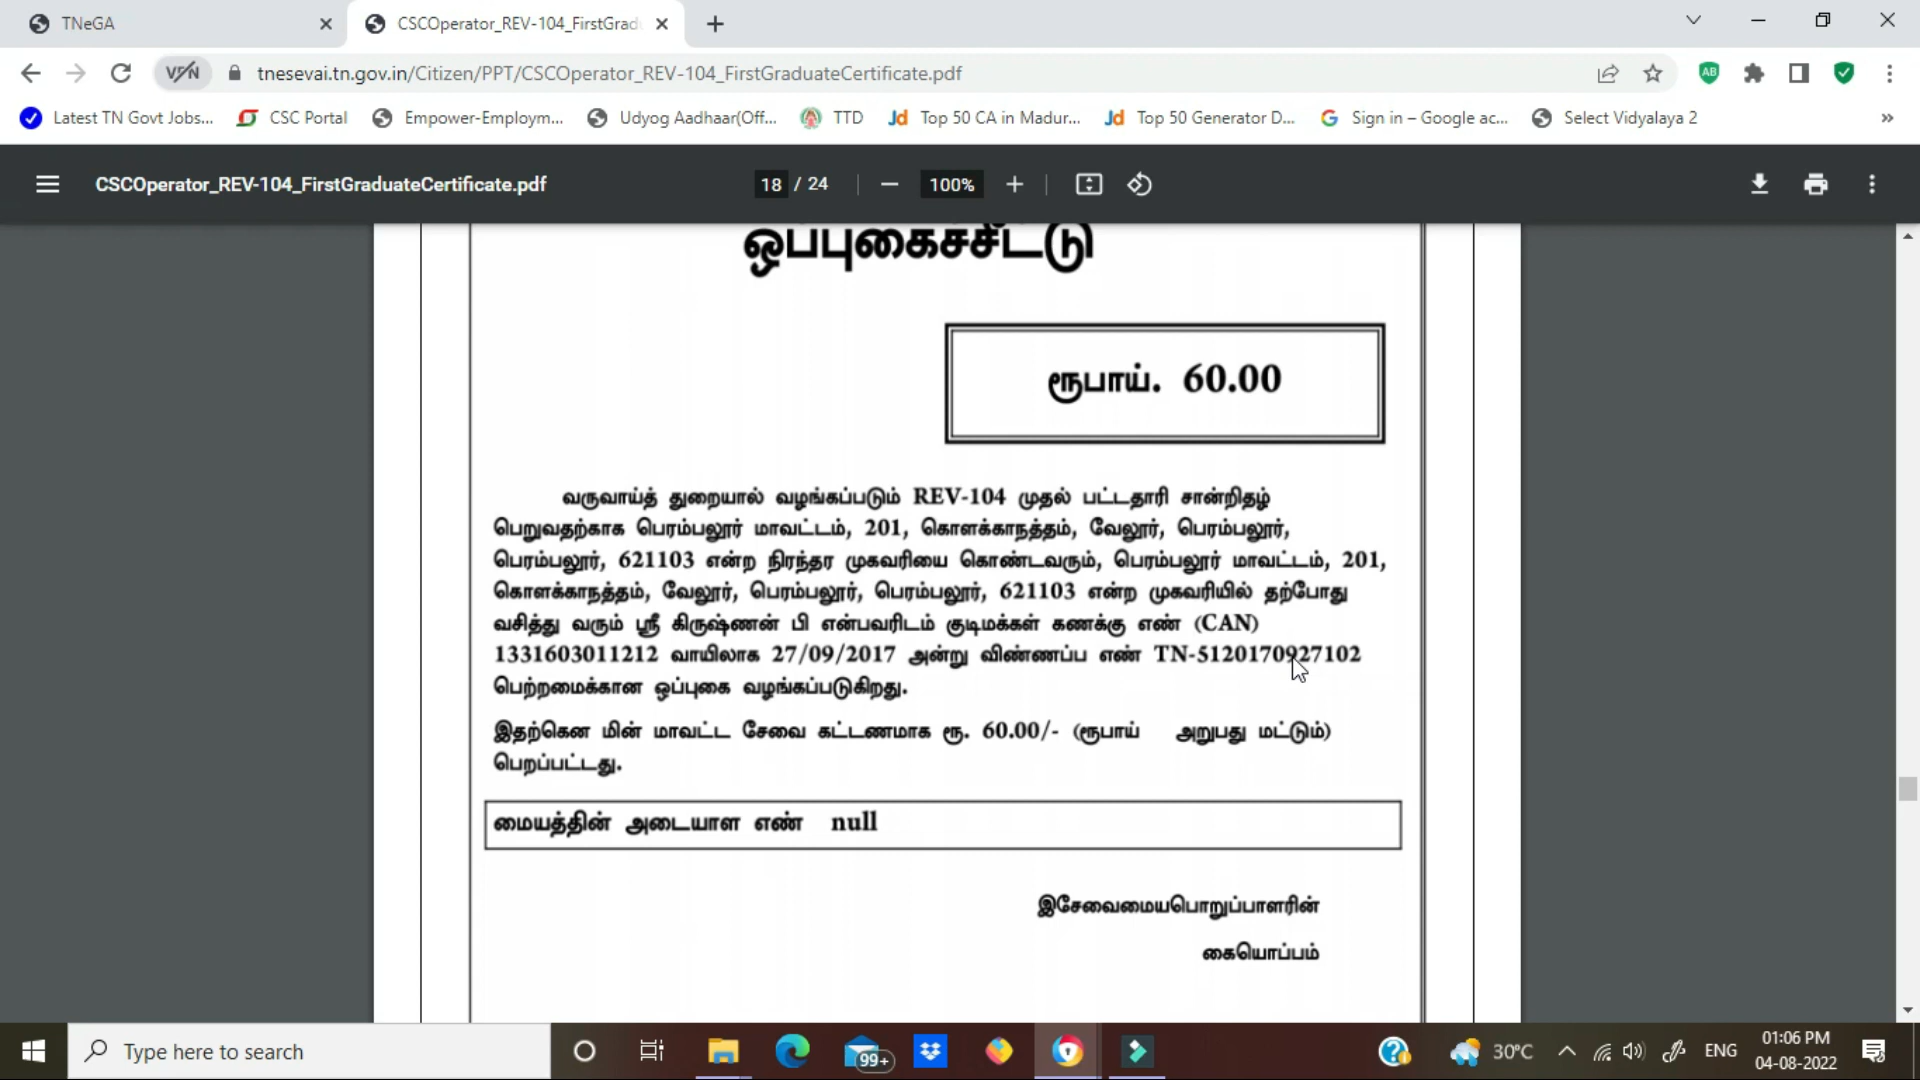 TNeGA
CSCOperator_REV-104_FirstGrad
tnesevai.tn.gov.in/Citizen/PPT/CSCOperator_REV-104_FirstGraduateCertificate.pdf
Latest TN Govt Jobs... CSC Portal Empower-Employm... Udyog Aadhaar(Off... TTD Top 50 CA in Madur... Top 50 Generator D... Sign in – Google ac... Select Vidyalaya 2 »
CSCOperator_REV-104_FirstGraduateCertificate.pdf 18 / 24 100%
ஒப்புகைச்சீட்டு
ரூபாய். 60.00
வருவாய்த் துறையால் வழங்கப்படும் REV-104 முதல் பட்டதாரி சான்றிதழ்
பெறுவதற்காக பெரம்பலூர் மாவட்டம், 201, கொளக்காநத்தம், வேலூர், பெரம்பலூர்,
பெரம்பலூர், 621103 என்ற நிரந்தர முகவரியை கொண்டவரும், பெரம்பலூர் மாவட்டம், 201,
கொளக்காநத்தம், வேலூர், பெரம்பலூர், பெரம்பலூர், 621103 என்ற முகவரியில் தற்போது
வசித்து வரும் ஸ்ரீ கிருஷ்ணன் பி என்பவரிடம் குடிமக்கள் கணக்கு எண் (CAN)
1331603011212 வாயிலாக 27/09/2017 அன்று விண்ணப்ப எண் TN-5120170927102
பெற்றமைக்கான ஒப்புகை வழங்கப்படுகிறது.
இதற்கென மின் மாவட்ட சேவை கட்டணமாக ரூ. 60.00/- (ரூபாய் அறுபது மட்டும்)
பெறப்பட்டது.
மையத்தின் அடையாள எண் null
இசேவைமையபொறுப்பாளரின்
கையொப்பம்
Type here to search
99+
30°C
ENG
01:06 PM
04-08-2022